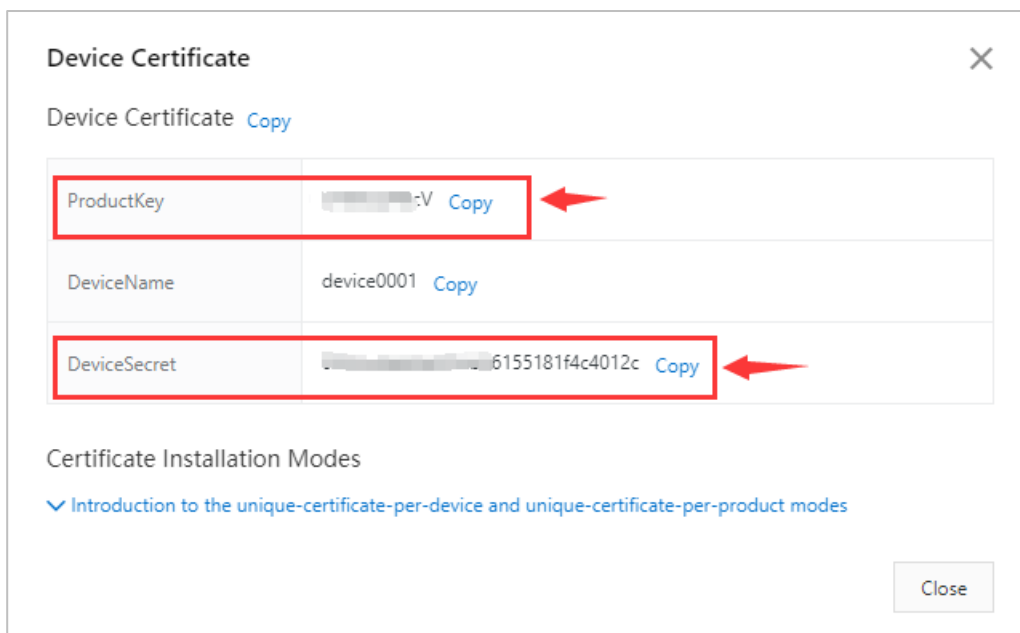 Device Certificate
Device Certificate Copy
ProductKey Copy
DeviceName device0001 Copy
DeviceSecret 6155181f4c4012c Copy
Certificate Installation Modes
Introduction to the unique-certificate-per-device and unique-certificate-per-product modes
Close